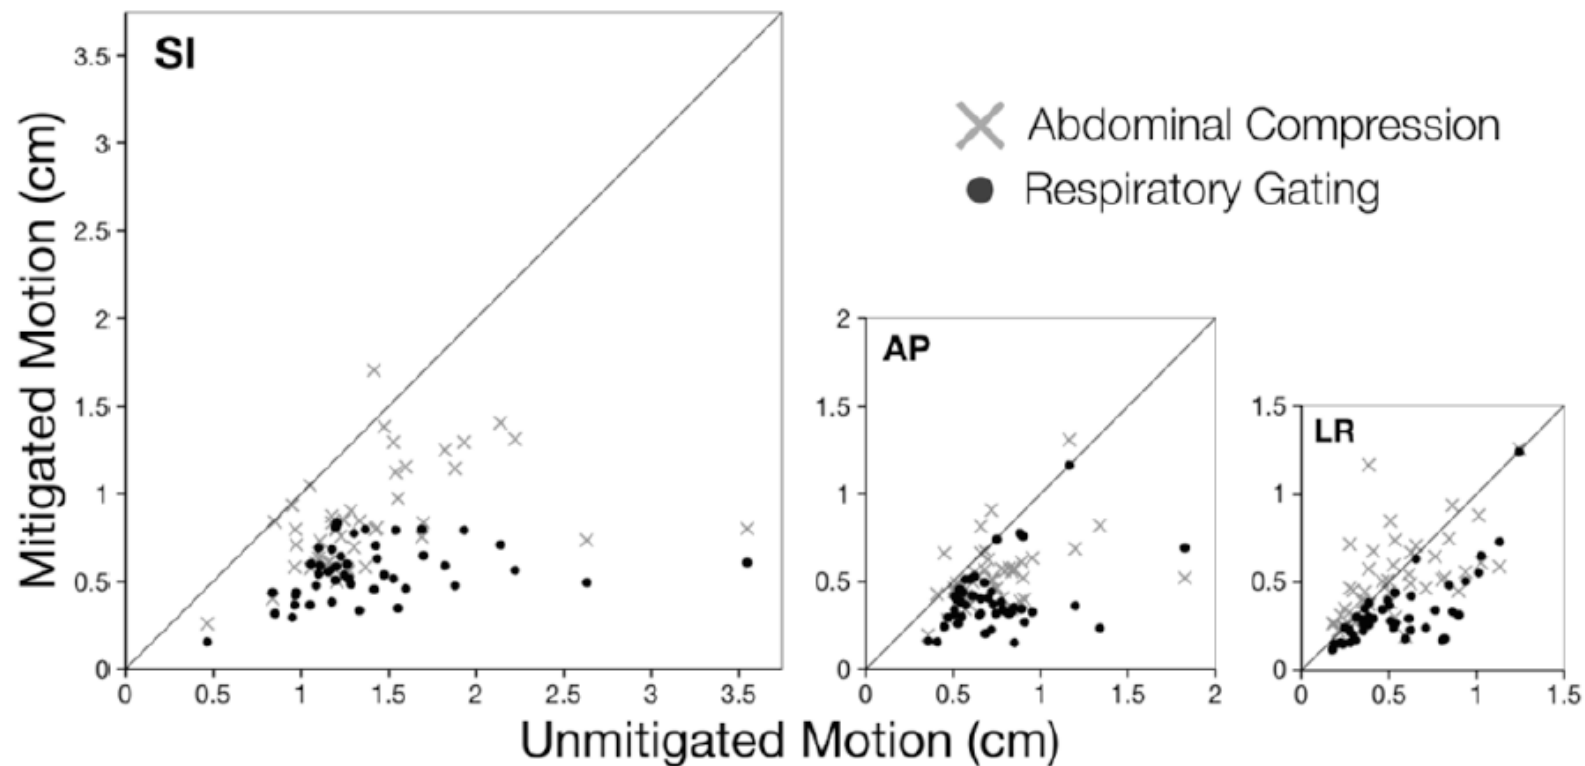 SI
Mitigated Motion (cm)
3.5
3
2.5
2
1.5
1
0.5
0
0 0.5 1 1.5 2 2.5 3 3.5
Abdominal Compression
Respiratory Gating
AP
2
1.5
1
0.5
0
0 0.5 1 1.5 2
LR
1.5
1
0.5
0
0 0.5 1 1.5
Unmitigated Motion (cm)